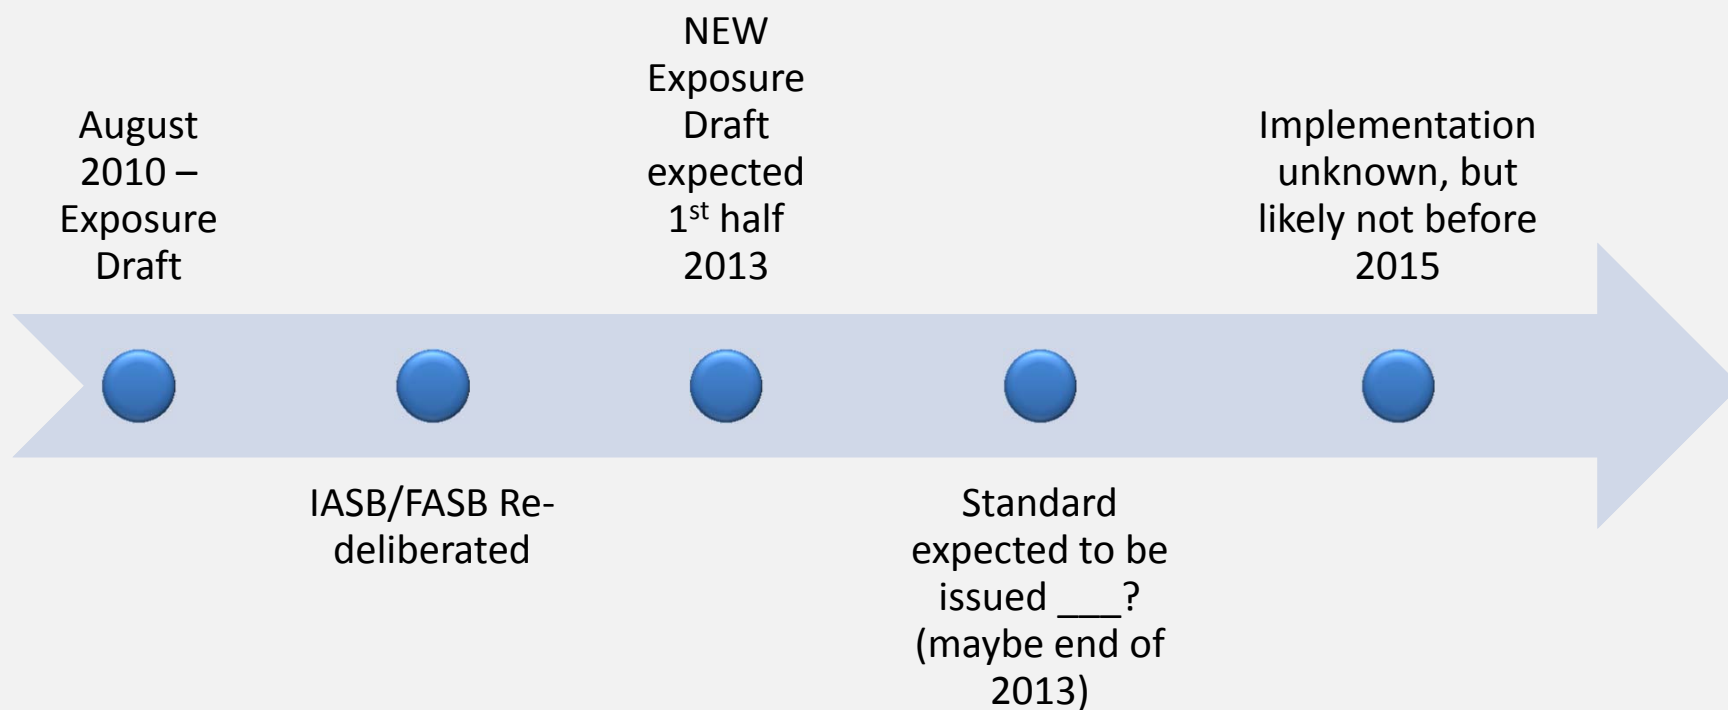 August
2010 –
Exposure
Draft
IASB/FASB Re-
deliberated
NEW
Exposure
Draft
expected
1st half
2013
Standard
expected to be
issued ___?
(maybe end of
2013)
Implementation
unknown, but
likely not before
2015